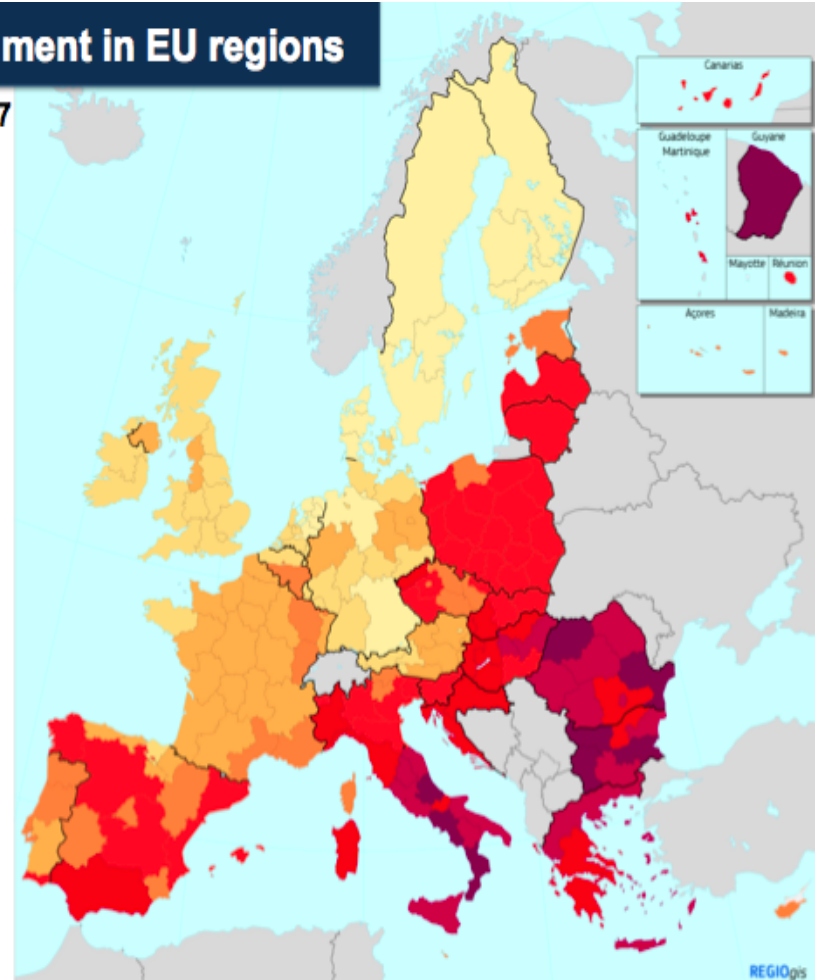 ment in EU regions
7
Canarias
Guadeloupe
Martinique
Guyane
Mayotte
Réunion
Açores
Madeira
REGIOgis